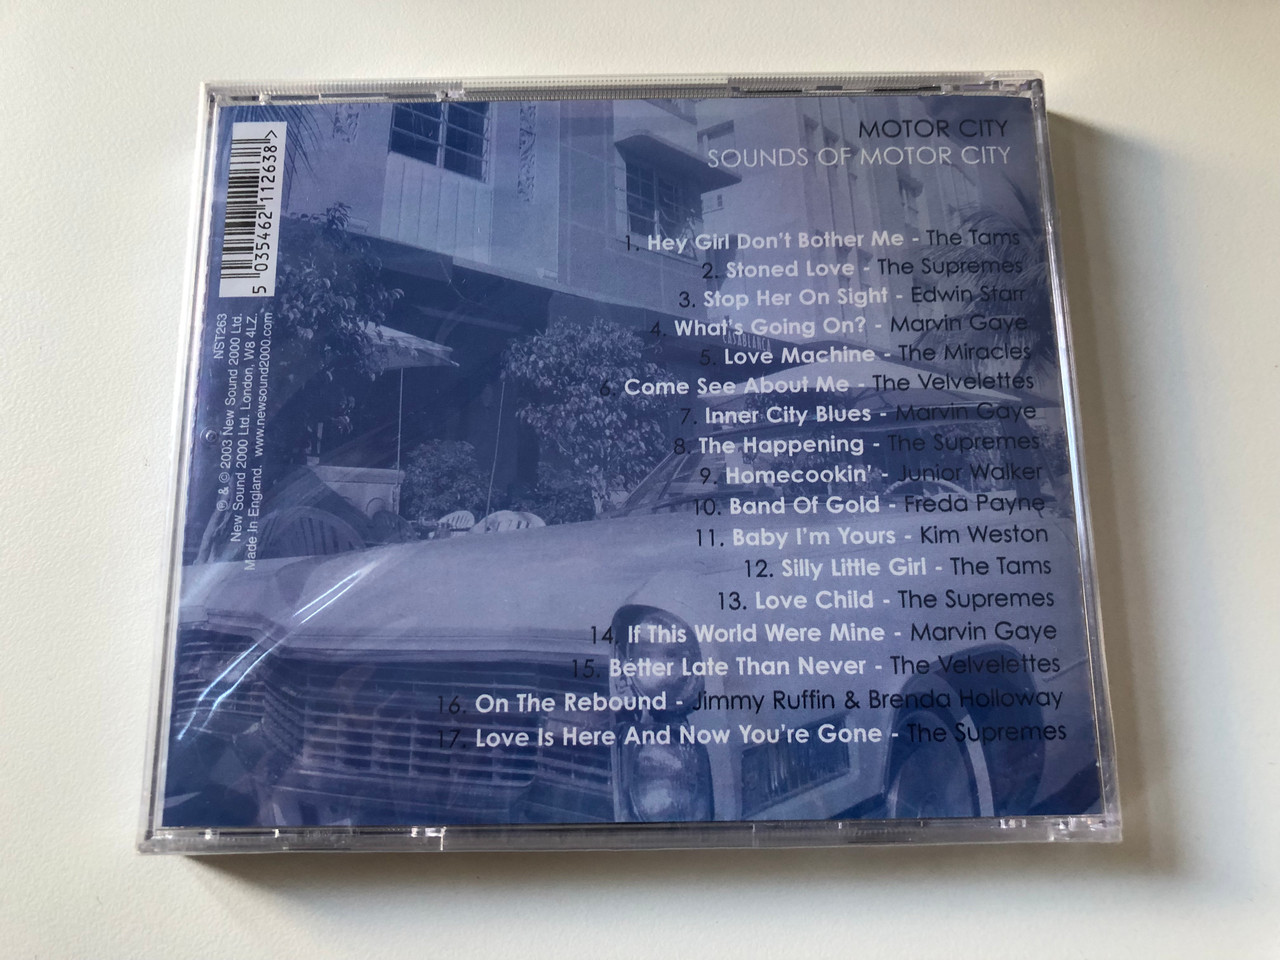 MOTOR CITY
SOUNDS OF MOTOR CITY
1. Hey Girl Don't Bother Me - The Tams
2. Stoned Love - The Supremes
3. Stop Her On Sight - Edwin Starr
4. What's Going On? - Marvin Gaye
5. Love Machine - The Miracles
6. Come See About Me - The Velvelettes
7. Inner City Blues - Marvin Gaye
8. The Happening - The Supremes
9. Homecookin' - Junior Walker
10. Band Of Gold - Freda Payne
11. Baby I'm Yours - Kim Weston
12. Silly Little Girl - The Tams
13. Love Child - The Supremes
14. If This World Were Mine - Marvin Gaye
15. Better Late Than Never - The Velvelettes
16. On The Rebound - Jimmy Ruffin & Brenda Holloway
17. Love Is Here And Now You're Gone - The Supremes
5 035462 112638 >
NST263
℗ & © 2003 New Sound 2000 Ltd.
New Sound 2000 Ltd. London, W8 4LZ.
Made In England. www.newsound2000.com
CASABLANCA